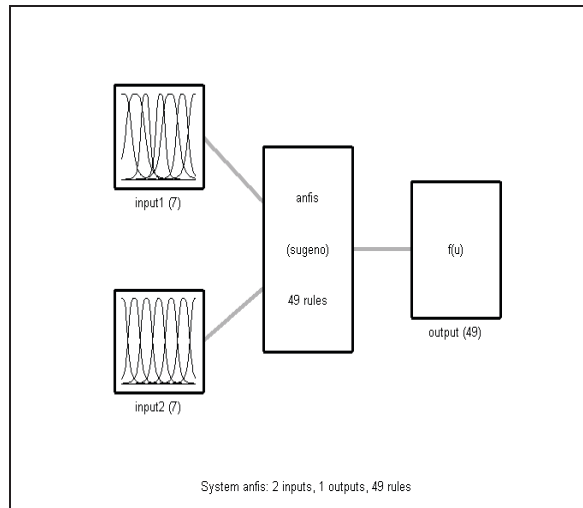 input1 (7)
anfis
(sugeno)
49 rules
f(u)
output (49)
input2 (7)
System anfis: 2 inputs, 1 outputs, 49 rules